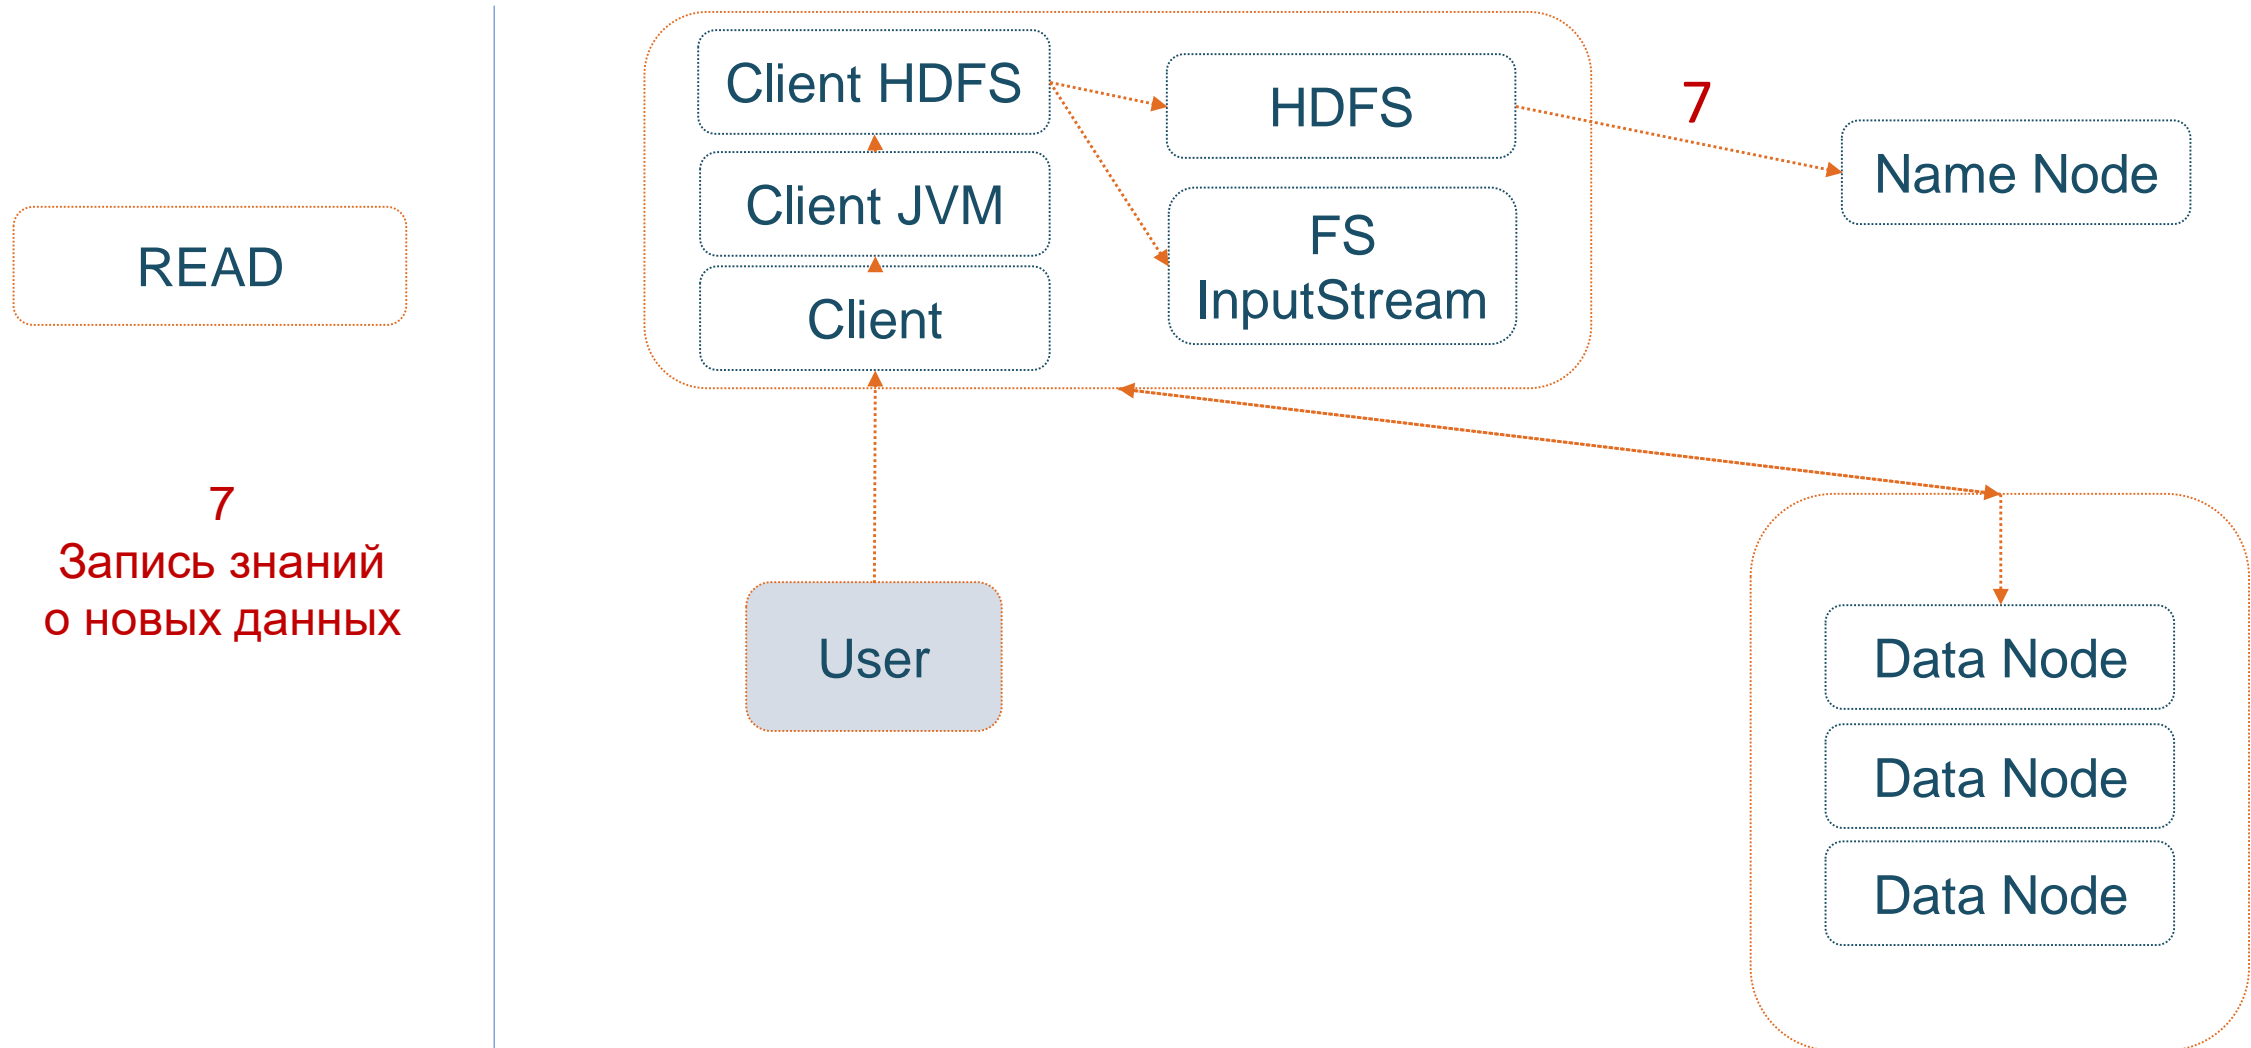 READ
7
Запись знаний
о новых данных
Client HDFS
Client JVM
Client
HDFS
FS
InputStream
7
Name Node
User
Data Node
Data Node
Data Node